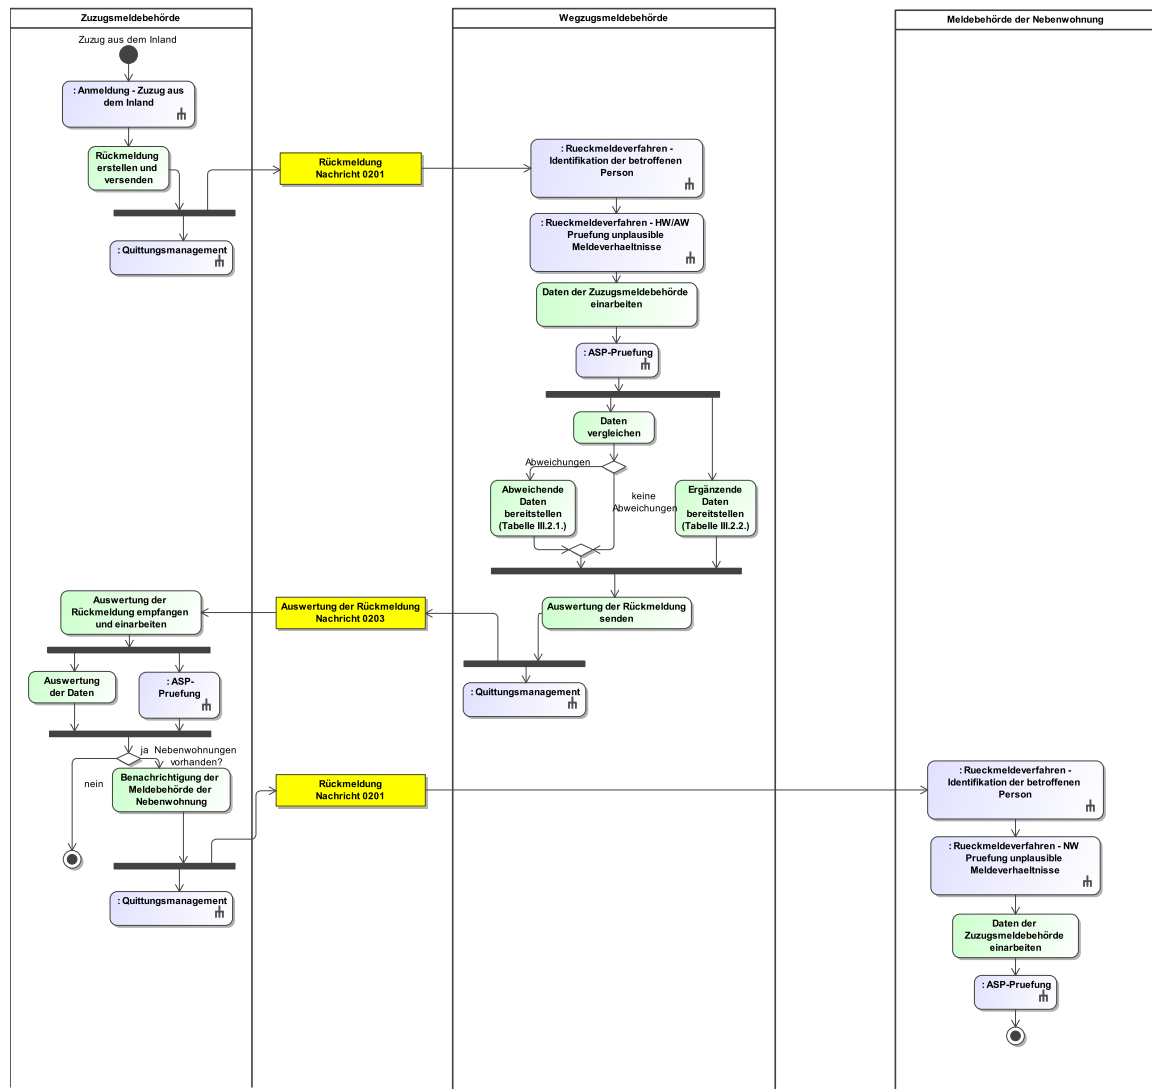 Zuzugsmeldebehörde
Wegzugsmeldebehörde
Meldebehörde der Nebenwohnung
Zuzug aus dem Inland
: Anmeldung - Zuzug aus
dem Inland
Rückmeldung
erstellen und
versenden
: Quittungsmanagement
Rückmeldung
Nachricht 0201
: Rueckmeldeverfahren -
Identifikation der betroffenen
Person
: Rueckmeldeverfahren - HW/AW
Pruefung unplausible
Meldeverhaeltnisse
Daten der Zuzugsmeldebehörde
einarbeiten
: ASP-Pruefung
Daten
vergleichen
Abweichungen
keine
Abweichungen
Abweichende
Daten
bereitstellen
(Tabelle III.2.1.)
Ergänzende
Daten
bereitstellen
(Tabelle III.2.2.)
Auswertung der Rückmeldung
senden
: Quittungsmanagement
Auswertung der Rückmeldung
Nachricht 0203
Auswertung der
Rückmeldung empfangen
und einarbeiten
Auswertung
der Daten
: ASP-
Pruefung
ja Nebenwohnungen
vorhanden?
nein
Benachrichtigung der
Meldebehörde der
Nebenwohnung
: Quittungsmanagement
Rückmeldung
Nachricht 0201
: Rueckmeldeverfahren -
Identifikation der betroffenen
Person
: Rueckmeldeverfahren - NW
Pruefung unplausible
Meldeverhaeltnisse
Daten der
Zuzugsmeldebehörde
einarbeiten
: ASP-Pruefung